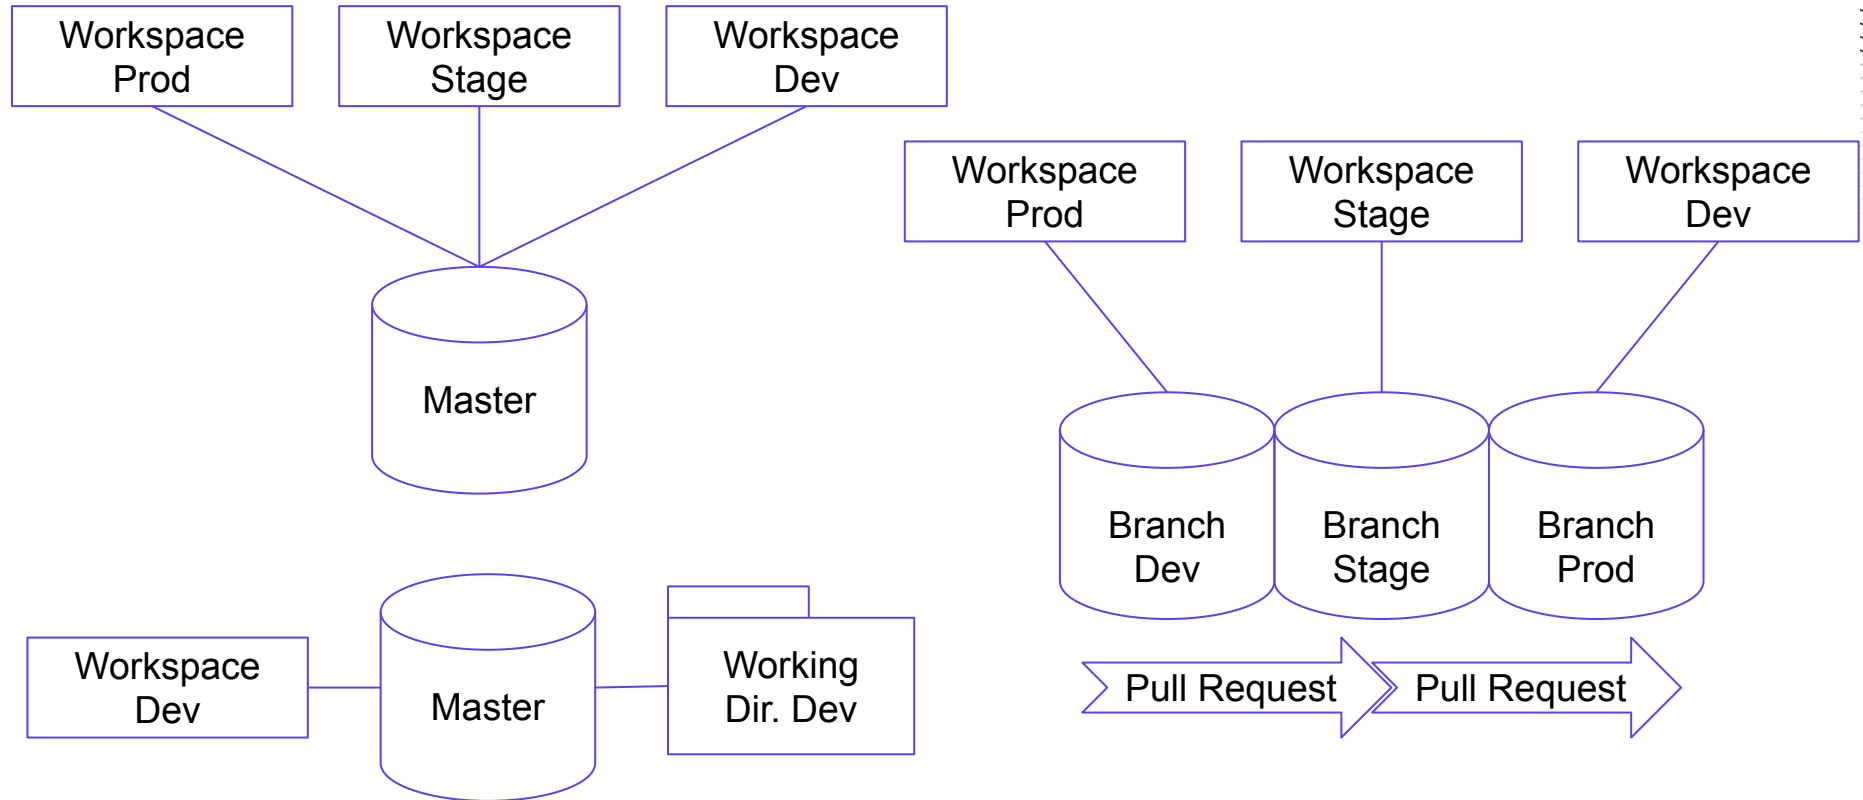 Workspace
Prod
Workspace
Stage
Workspace
Dev
Master
Workspace
Dev
Master
Working
Dir. Dev
Workspace
Prod
Workspace
Stage
Workspace
Dev
Branch
Dev
Branch
Stage
Branch
Prod
Pull Request
Pull Request